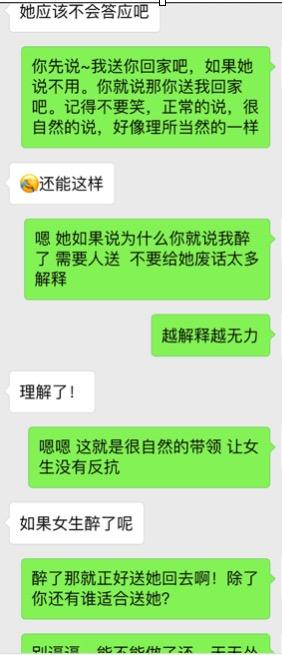 她应该不会答应吧
你先说~我送你回家吧，如果她
说不用。你就说那你送我回家
吧。记得不要笑，正常的说，很
自然的说，好像理所当然的一样
还能这样
嗯 她如果说为什么你就说我醉
了 需要人送  不要给她废话太多
解释
越解释越无力
理解了！
嗯嗯 这就是很自然的带领 让女
生没有反抗
如果女生醉了呢
醉了那就正好送她回去啊！除了
你还有谁适合送她？